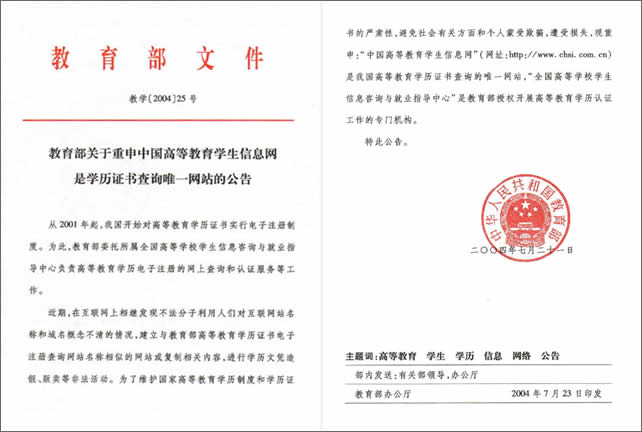 教育部文件
教学〔2004〕25号
教育部关于重申中国高等教育学生信息网
是学历证书查询唯一网站的公告
从2001年起,我国开始对高等教育学历证书实行电子注册制
度。为此,教育部委托所属全国高等学校学生信息咨询与就业指
导中心负责高等教育学历电子注册的网上查询和认证服务等工
作。
近期,在互联网上相继发现不法分子利用人们对互联网站名
称和域名概念不清的情况,建立与教育部高等教育学历证书电子
注册查询网站名称相似的网站或复制相关内容,进行学历文凭造
假、贩卖等非法活动。为了维护国家高等教育学历制度和学历证
书的严肃性,避免社会有关方面和个人蒙受欺骗,遭受损失,现重
申:“中国高等教育学生信息网”(网址:http://www.chsi.com.cn)
是我国高等教育学历证书查询的唯一网站,“全国高等学校学生
信息咨询与就业指导中心”是教育部授权开展高等教育学历认证
工作的专门机构。
特此公告。
中华人民共和国教育部
二〇〇四年七月二十一日
主题词:高等教育 学生 学历 信息 网络 公告
部内发送:有关部领导,办公厅
教育部办公厅 2004年7月23日印发